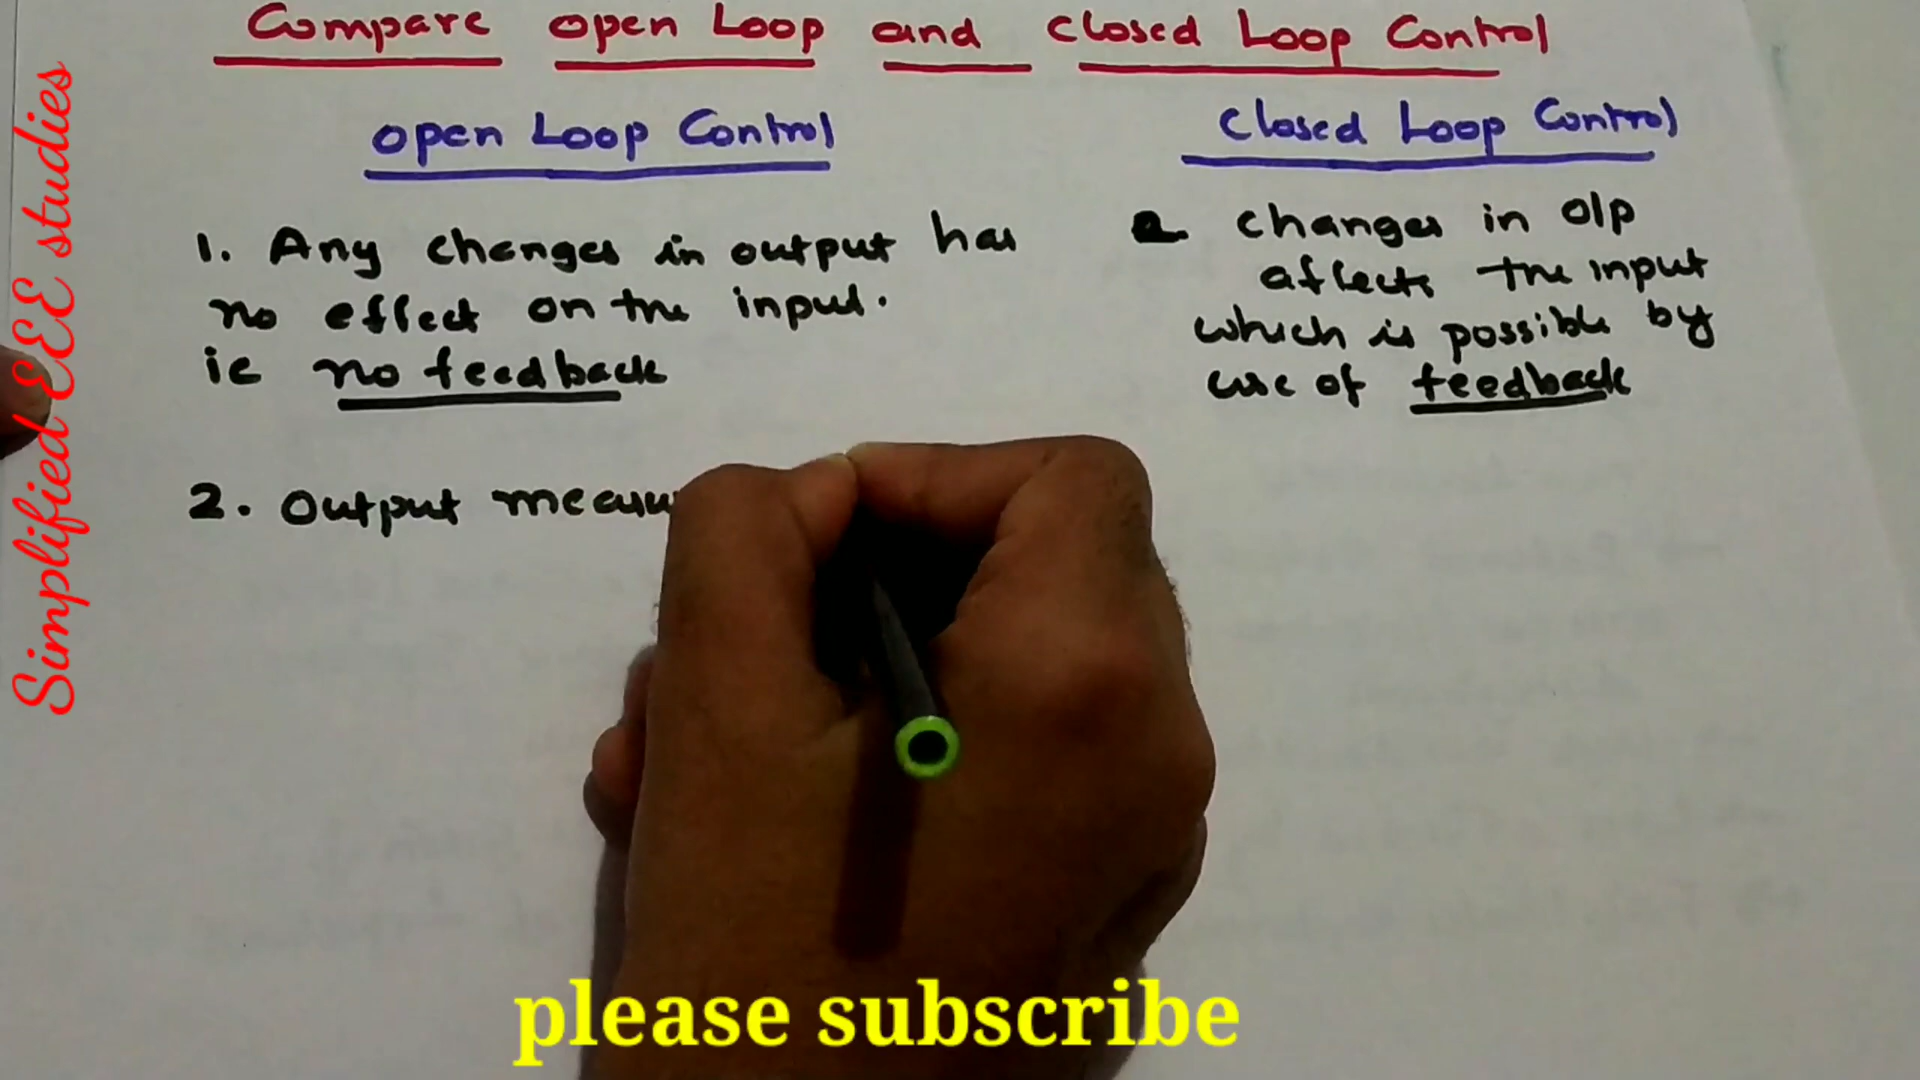 Compare open Loop and closed Loop Control
open Loop Control
1. Any changes in output has
no effect on the input.
ie no feedback
2. Output measu
closed Loop Control
changes in o/p
affects the input
which is possible by
use of feedback
Simplified EEE studies
please subscribe